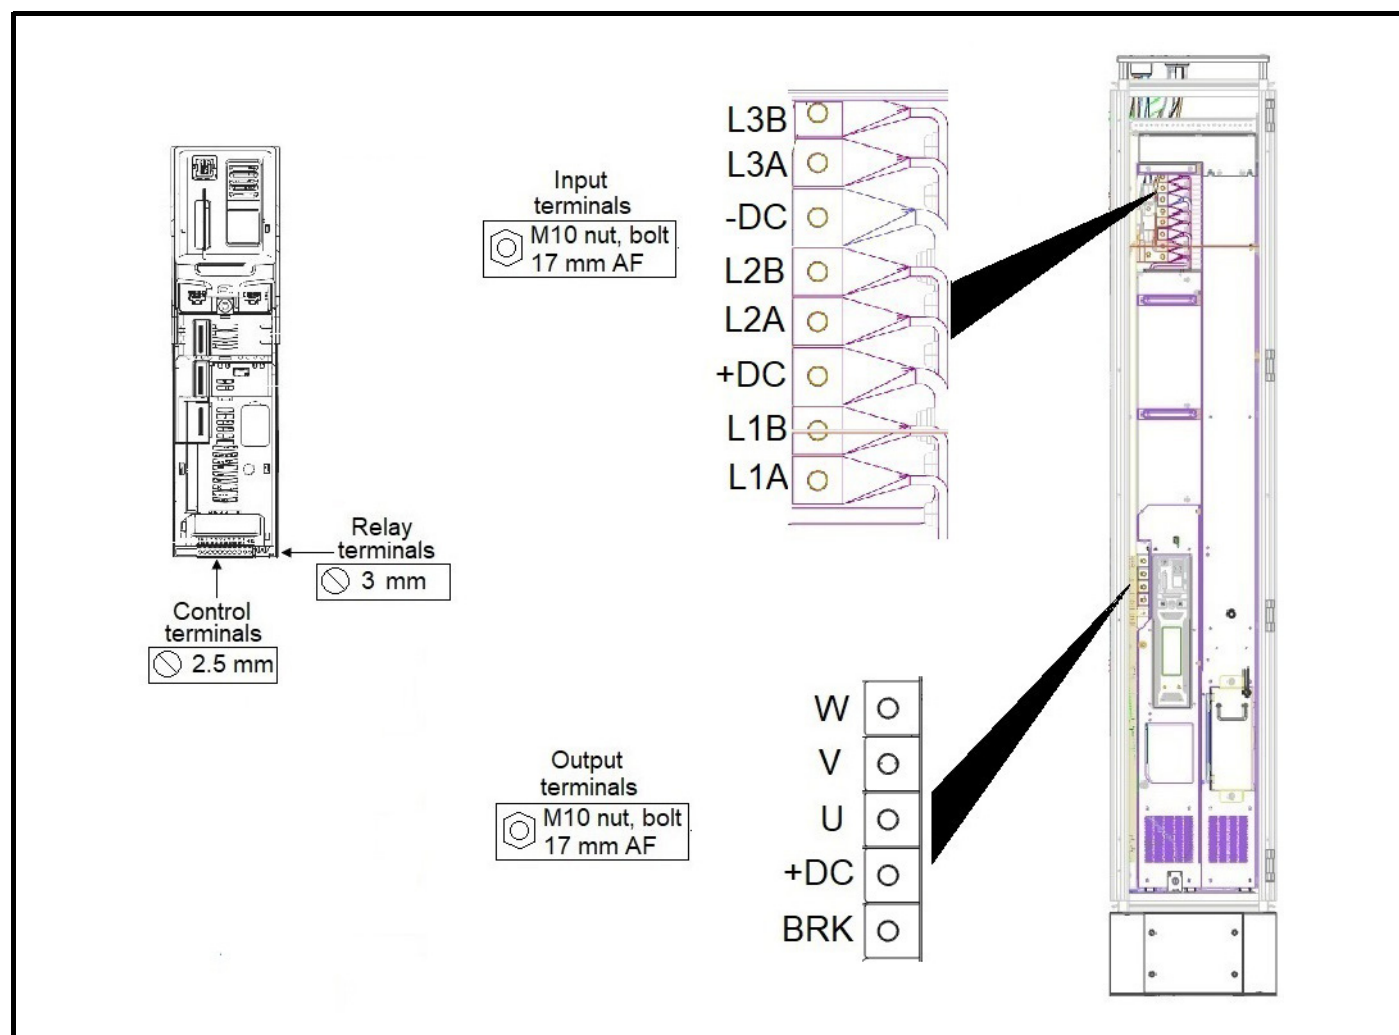 Input
terminals
M10 nut, bolt
17 mm AF
L3B
L3A
-DC
L2B
L2A
+DC
L1B
L1A
Relay
terminals
3 mm
Control
terminals
2.5 mm
Output
terminals
M10 nut, bolt
17 mm AF
W
V
U
+DC
BRK